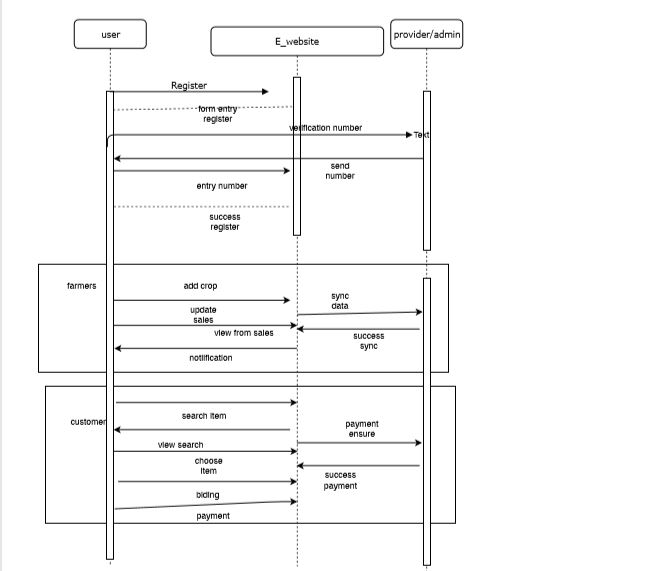 user
E_website
provider/admin
Register
form entry
register
verification number
Text
send
number
entry number
success
register
farmers
add crop
sync
data
update
sales
view from sales
success
sync
notiification
customer
search item
payment
ensure
view search
choose
item
success
payment
biding
payment